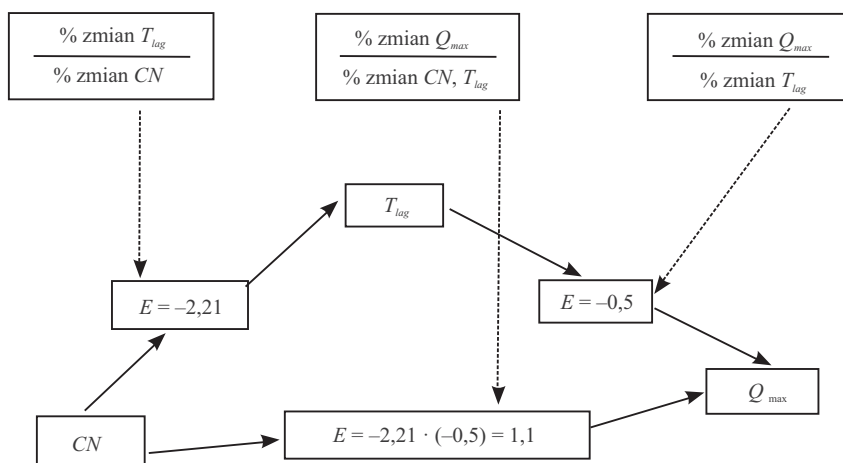 % zmian T_lag
% zmian CN
% zmian Q_max
% zmian CN, T_lag
% zmian Q_max
% zmian T_lag
T_lag
E = –2,21
E = –0,5
Q_max
CN
E = –2,21 · (–0,5) = 1,1